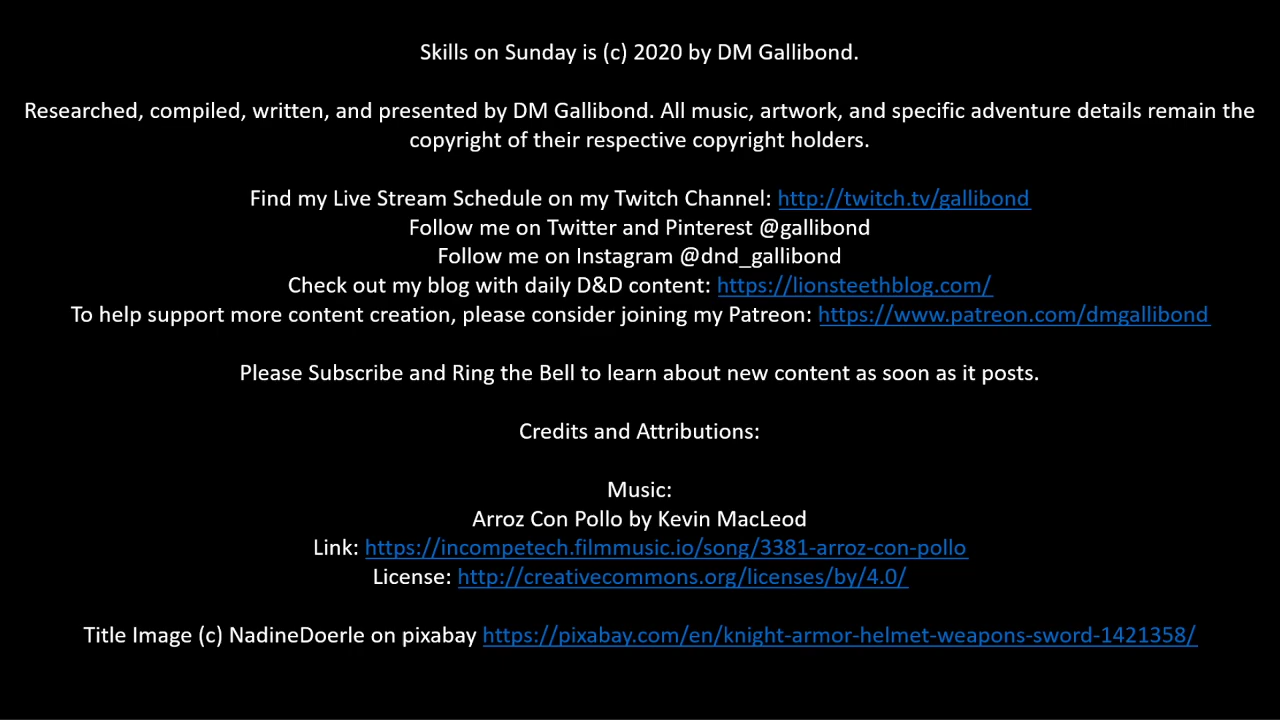 Skills on Sunday is (c) 2020 by DM Gallibond.
Researched, compiled, written, and presented by DM Gallibond. All music, artwork, and specific adventure details remain the
copyright of their respective copyright holders.
Find my Live Stream Schedule on my Twitch Channel: http://twitch.tv/gallibond
Follow me on Twitter and Pinterest @gallibond
Follow me on Instagram @dnd_gallibond
Check out my blog with daily D&D content: https://lionsteethblog.com/
To help support more content creation, please consider joining my Patreon: https://www.patreon.com/dmgallibond
Please Subscribe and Ring the Bell to learn about new content as soon as it posts.
Credits and Attributions:
Music:
Arroz Con Pollo by Kevin MacLeod
Link: https://incompetech.filmmusic.io/song/3381-arroz-con-pollo
License: http://creativecommons.org/licenses/by/4.0/
Title Image (c) NadineDoerle on pixabay https://pixabay.com/en/knight-armor-helmet-weapons-sword-1421358/